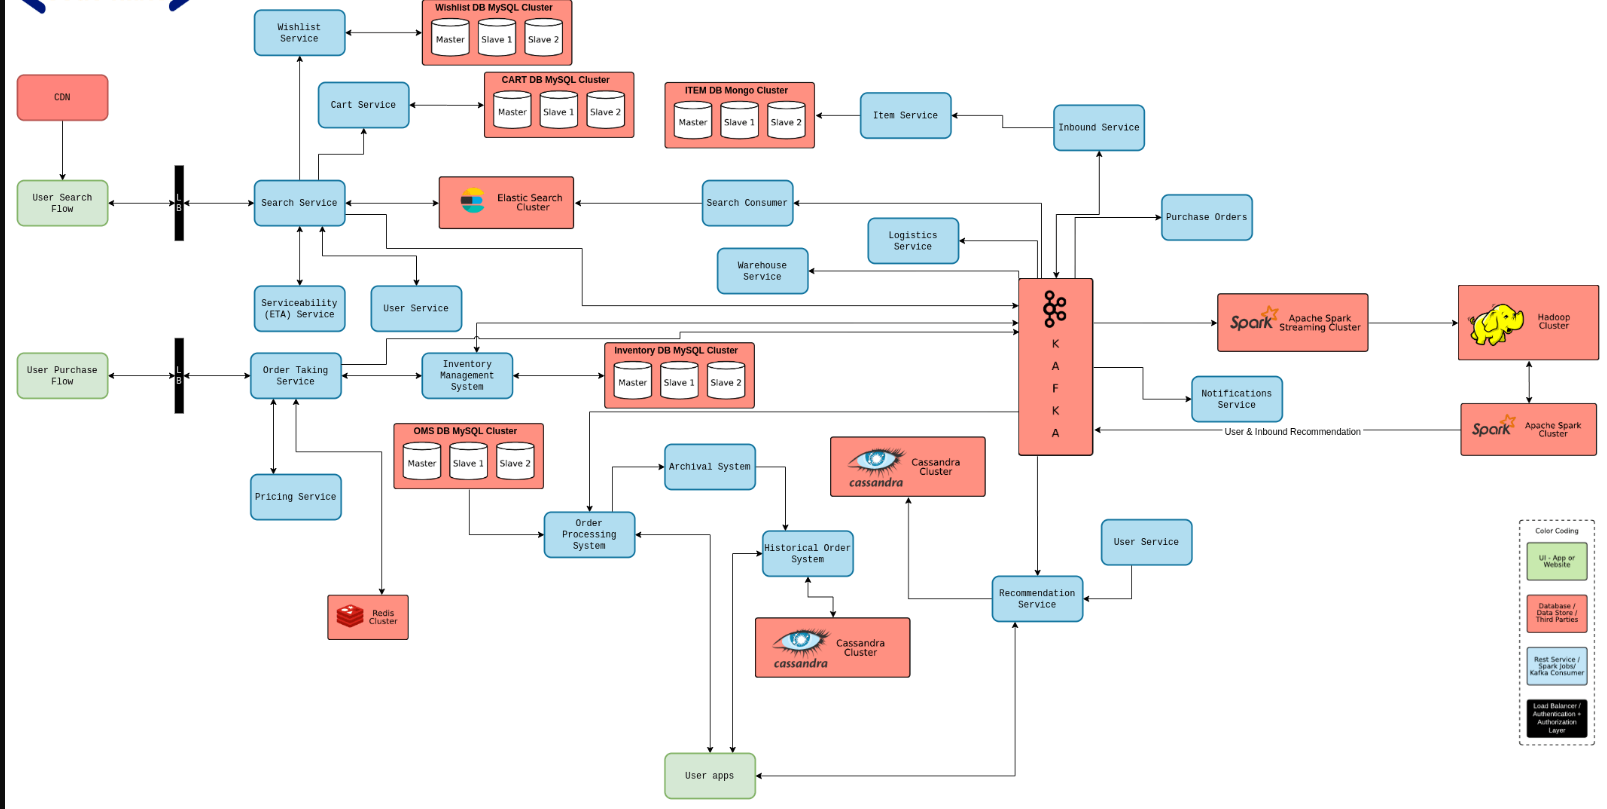 Wishlist DB MySQL Cluster
Master
Slave 1
Slave 2
Wishlist
Service
CART DB MySQL Cluster
Master
Slave 1
Slave 2
CDN
Cart Service
ITEM DB Mongo Cluster
Master
Slave 1
Slave 2
Item Service
Inbound Service
User Search
Flow
L
B
Search Service
Elastic Search
Cluster
Search Consumer
Purchase Orders
Logistics
Service
Warehouse
Service
Serviceability
(ETA) Service
User Service
K
A
F
K
A
Spark
Apache Spark
Streaming Cluster
Hadoop
Cluster
User Purchase
Flow
L
B
Order Taking
Service
Inventory
Management
System
Inventory DB MySQL Cluster
Master
Slave 1
Slave 2
Notifications
Service
User & Inbound Recommendation
Spark
Apache Spark
Cluster
OMS DB MySQL Cluster
Master
Slave 1
Slave 2
Archival System
cassandra
Cassandra
Cluster
Pricing Service
Order
Processing
System
Historical Order
System
User Service
Recommendation
Service
Redis
Cluster
cassandra
Cassandra
Cluster
User apps
Color Coding
UI - App or
Website
Database /
Data Store /
Third Parties
Rest Service /
Spark Jobs/
Kafka Consumer
Load Balancer /
Authentication +
Authorization
Layer